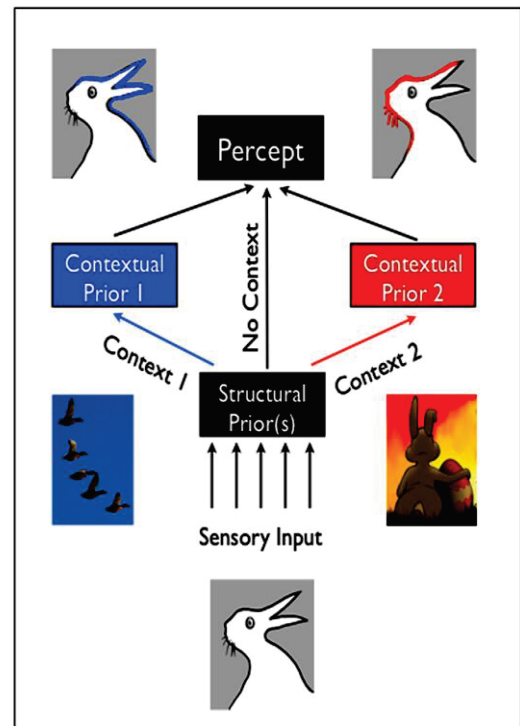 Percept
Contextual
Prior 1
No Context
Contextual
Prior 2
Context 1
Context 2
Structural
Prior(s)
Sensory Input